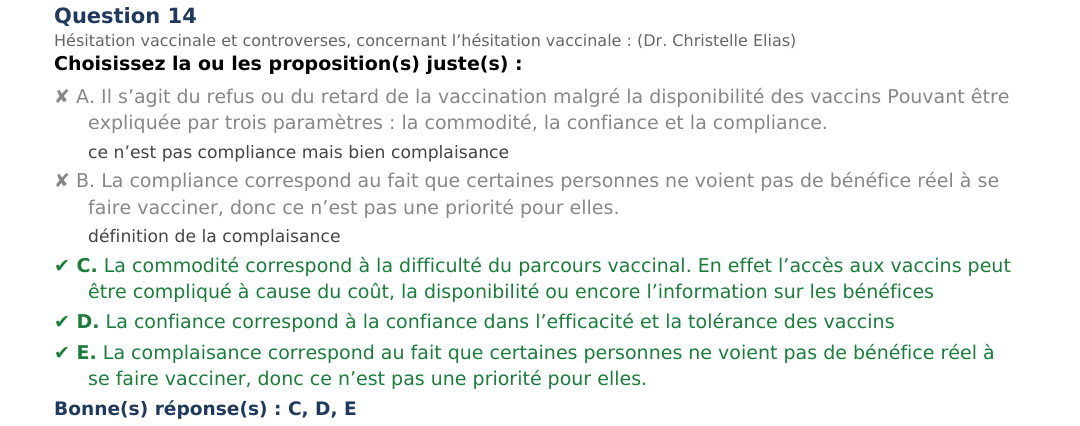 Question 14
Hésitation vaccinale et controverses, concernant l’hésitation vaccinale : (Dr. Christelle Elias)
Choisissez la ou les proposition(s) juste(s) :
✘ A. Il s’agit du refus ou du retard de la vaccination malgré la disponibilité des vaccins Pouvant être
expliquée par trois paramètres : la commodité, la confiance et la compliance.
ce n’est pas compliance mais bien complaisance
✘ B. La compliance correspond au fait que certaines personnes ne voient pas de bénéfice réel à se
faire vacciner, donc ce n’est pas une priorité pour elles.
définition de la complaisance
✔ C. La commodité correspond à la difficulté du parcours vaccinal. En effet l’accès aux vaccins peut
être compliqué à cause du coût, la disponibilité ou encore l’information sur les bénéfices
✔ D. La confiance correspond à la confiance dans l’efficacité et la tolérance des vaccins
✔ E. La complaisance correspond au fait que certaines personnes ne voient pas de bénéfice réel à
se faire vacciner, donc ce n’est pas une priorité pour elles.
Bonne(s) réponse(s) : C, D, E